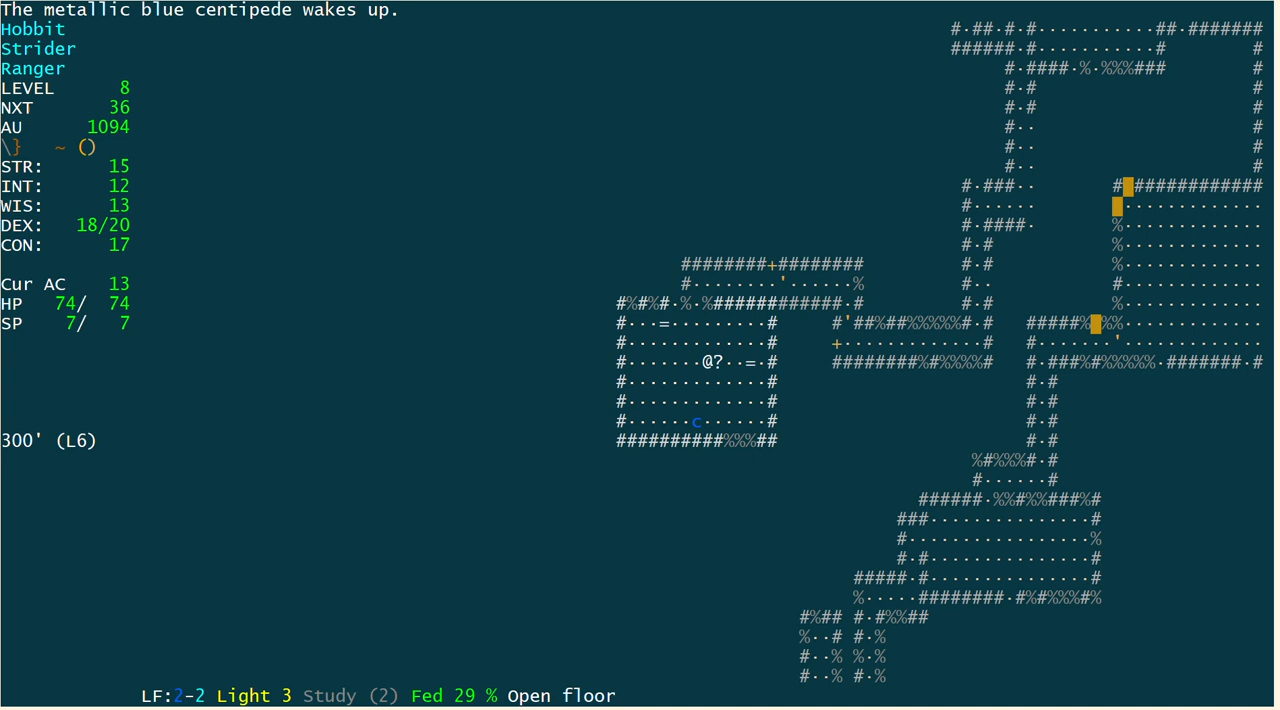 The metallic blue centipede wakes up.
Hobbit
Strider
Ranger
LEVEL 8
NXT 36
AU 1094
STR: 15
INT: 12
WIS: 13
DEX: 18/20
CON: 17
Cur AC 13
HP 74/ 74
SP 7/ 7
300' (L6)
LF:2-2 Light 3 Study (2) Fed 29 % Open floor